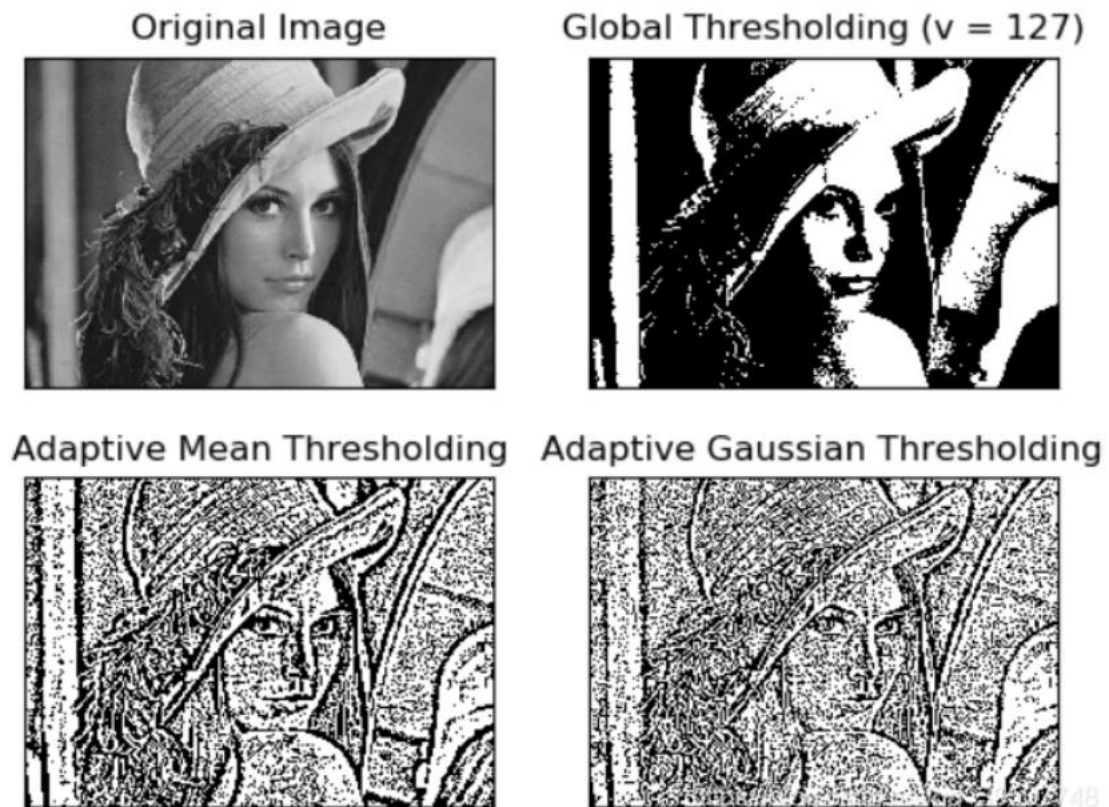 Original Image
Global Thresholding (v = 127)
Adaptive Mean Thresholding
Adaptive Gaussian Thresholding